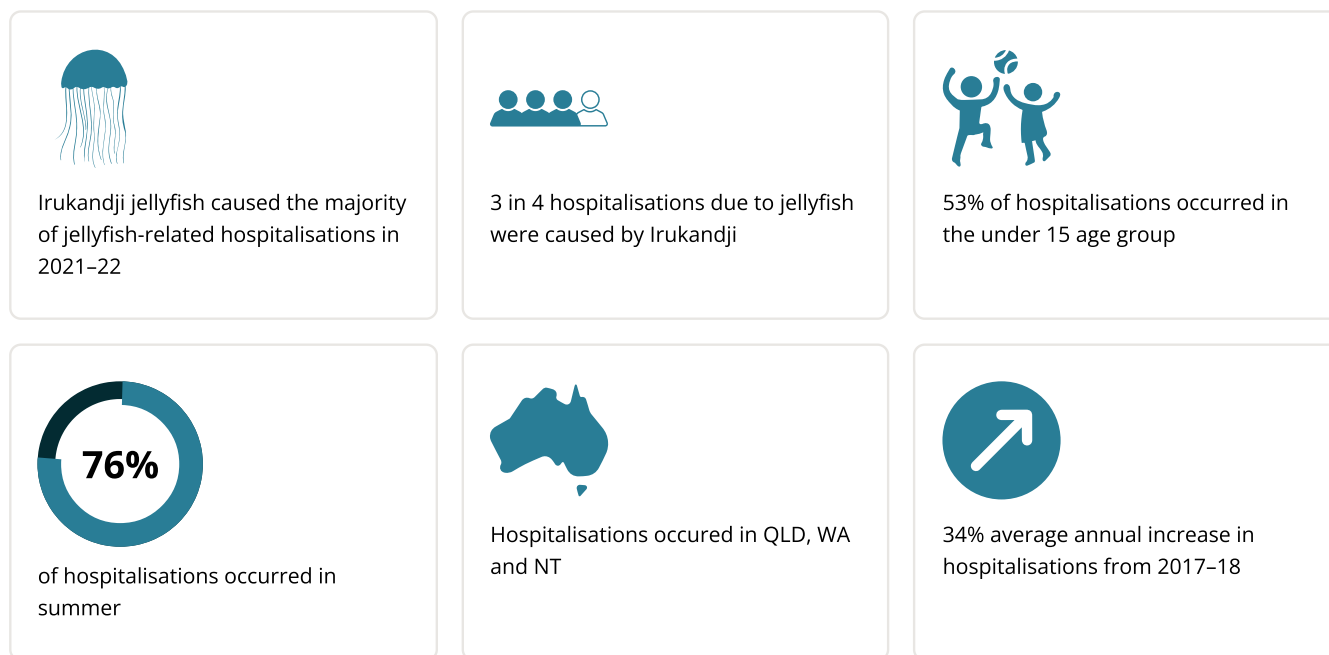 Irukandji jellyfish caused the majority
of jellyfish-related hospitalisations in
2021–22
3 in 4 hospitalisations due to jellyfish
were caused by Irukandji
53% of hospitalisations occurred in
the under 15 age group
76%
of hospitalisations occurred in
summer
Hospitalisations occured in QLD, WA
and NT
34% average annual increase in
hospitalisations from 2017–18